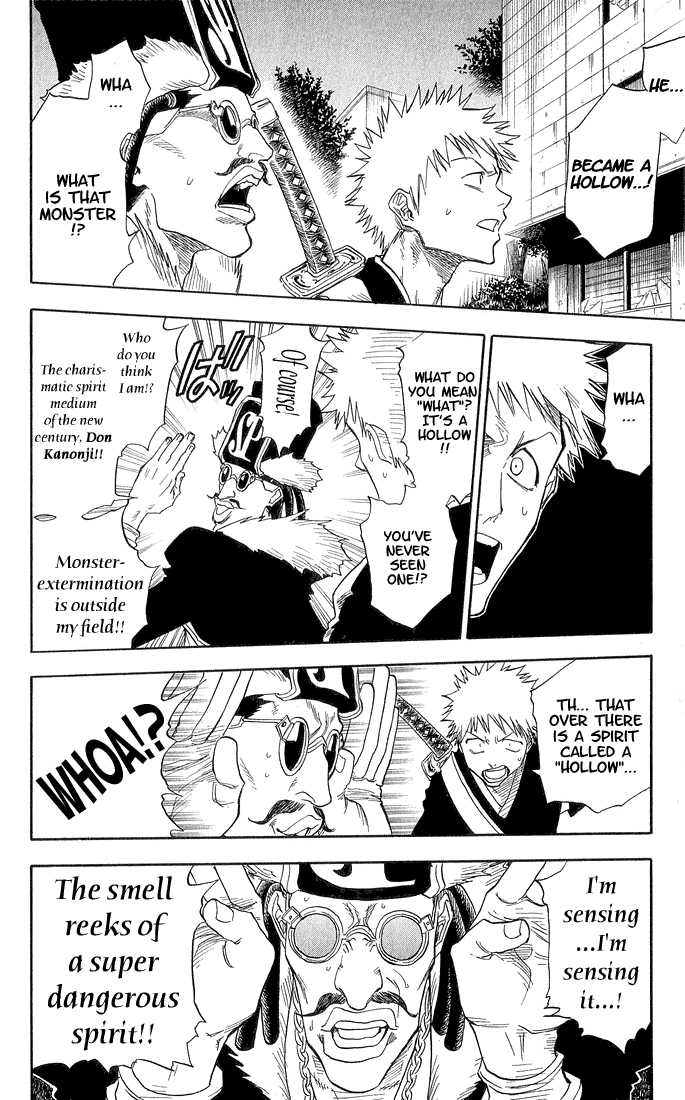 HE...
BECAME A
HOLLOW...!
WHA
...
WHAT
IS THAT
MONSTER
!?
WHA
...
WHAT DO
YOU MEAN
"WHAT"?
IT'S A
HOLLOW
!!
YOU'VE
NEVER
SEEN
ONE!?
Of course!
バッ
Who
do you
think
I am!?
The charis-
matic spirit
medium
of the new
century, Don
Kanonji!!
Monster-
extermination
is outside
my field!!
TH... THAT
OVER THERE
IS A SPIRIT
CALLED A
"HOLLOW"...
WHOA!?
I'm
sensing
...I'm
sensing
it...!
The smell
reeks of
a super
dangerous
spirit!!